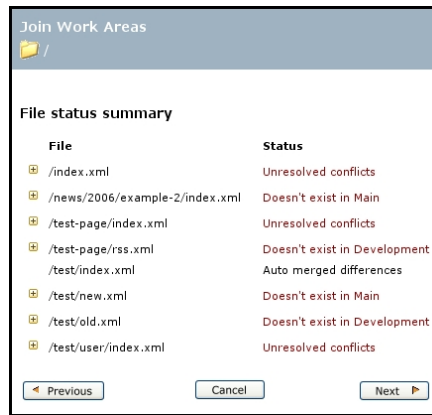 Join Work Areas
/
File status summary
File Status
/index.xml Unresolved conflicts
/news/2006/example-2/index.xml Doesn't exist in Main
/test-page/index.xml Unresolved conflicts
/test-page/rss.xml Doesn't exist in Development
/test/index.xml Auto merged differences
/test/new.xml Doesn't exist in Main
/test/old.xml Doesn't exist in Development
/test/user/index.xml Unresolved conflicts
Previous Cancel Next